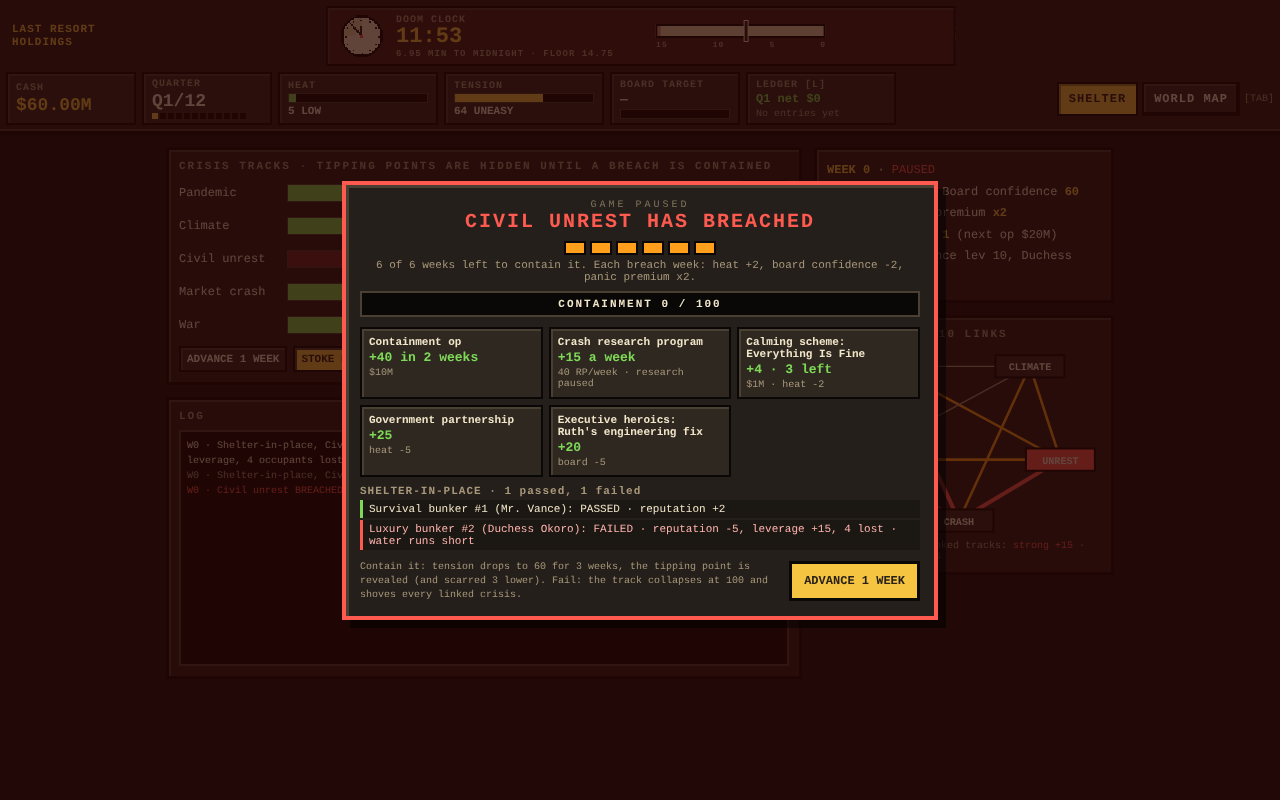 LAST RESORT
HOLDINGS
DOOM CLOCK
11:53
6.95 MIN TO MIDNIGHT · FLOOR 14.75
15 10 5 0
CASH
$60.00M
QUARTER
Q1/12
HEAT
5 LOW
TENSION
64 UNEASY
BOARD TARGET
—
LEDGER [L]
Q1 net $0
No entries yet
SHELTER
WORLD MAP
[TAB]
CRISIS TRACKS · TIPPING POINTS ARE HIDDEN UNTIL A BREACH IS CONTAINED
Pandemic
Climate
Civil unrest
Market crash
War
ADVANCE 1 WEEK
STOKE
WEEK 0 · PAUSED
Board confidence 60
premium x2
1 (next op $20M)
lev 10, Duchess
LINKS
CLIMATE
UNREST
CRASH
tracks: strong +15 ·
LOG
W0 · Shelter-in-place,
leverage, 4 occupants lost
W0 · Shelter-in-place,
W0 · Civil unrest BREACHED
GAME PAUSED
CIVIL UNREST HAS BREACHED
6 of 6 weeks left to contain it. Each breach week: heat +2, board confidence -2,
panic premium x2.
CONTAINMENT 0 / 100
Containment op
+40 in 2 weeks
$10M
Crash research program
+15 a week
40 RP/week · research
paused
Calming scheme:
Everything Is Fine
+4 · 3 left
$1M · heat -2
Government partnership
+25
heat -5
Executive heroics:
Ruth's engineering fix
+20
board -5
SHELTER-IN-PLACE · 1 passed, 1 failed
Survival bunker #1 (Mr. Vance): PASSED · reputation +2
Luxury bunker #2 (Duchess Okoro): FAILED · reputation -5, leverage +15, 4 lost ·
water runs short
Contain it: tension drops to 60 for 3 weeks, the tipping point is
revealed (and scarred 3 lower). Fail: the track collapses at 100 and
shoves every linked crisis.
ADVANCE 1 WEEK